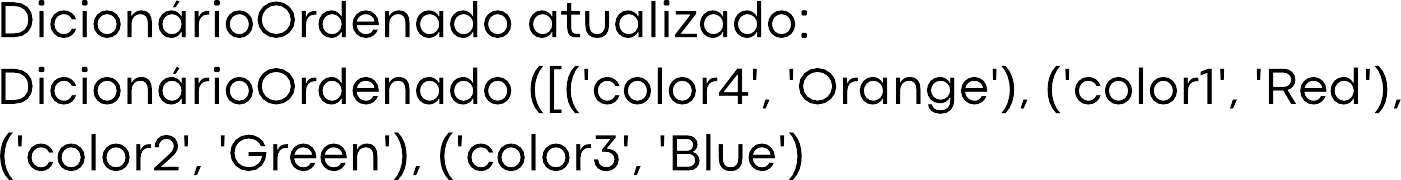 DicionárioOrdenado atualizado:
DicionárioOrdenado ([('color4', 'Orange'), ('color1', 'Red'),
('color2', 'Green'), ('color3', 'Blue')